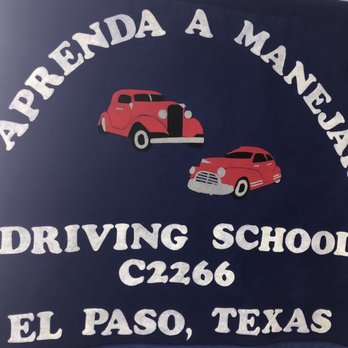 APRENDA A MANEJAR
DRIVING SCHOOL
C2266
EL PASO, TEXAS